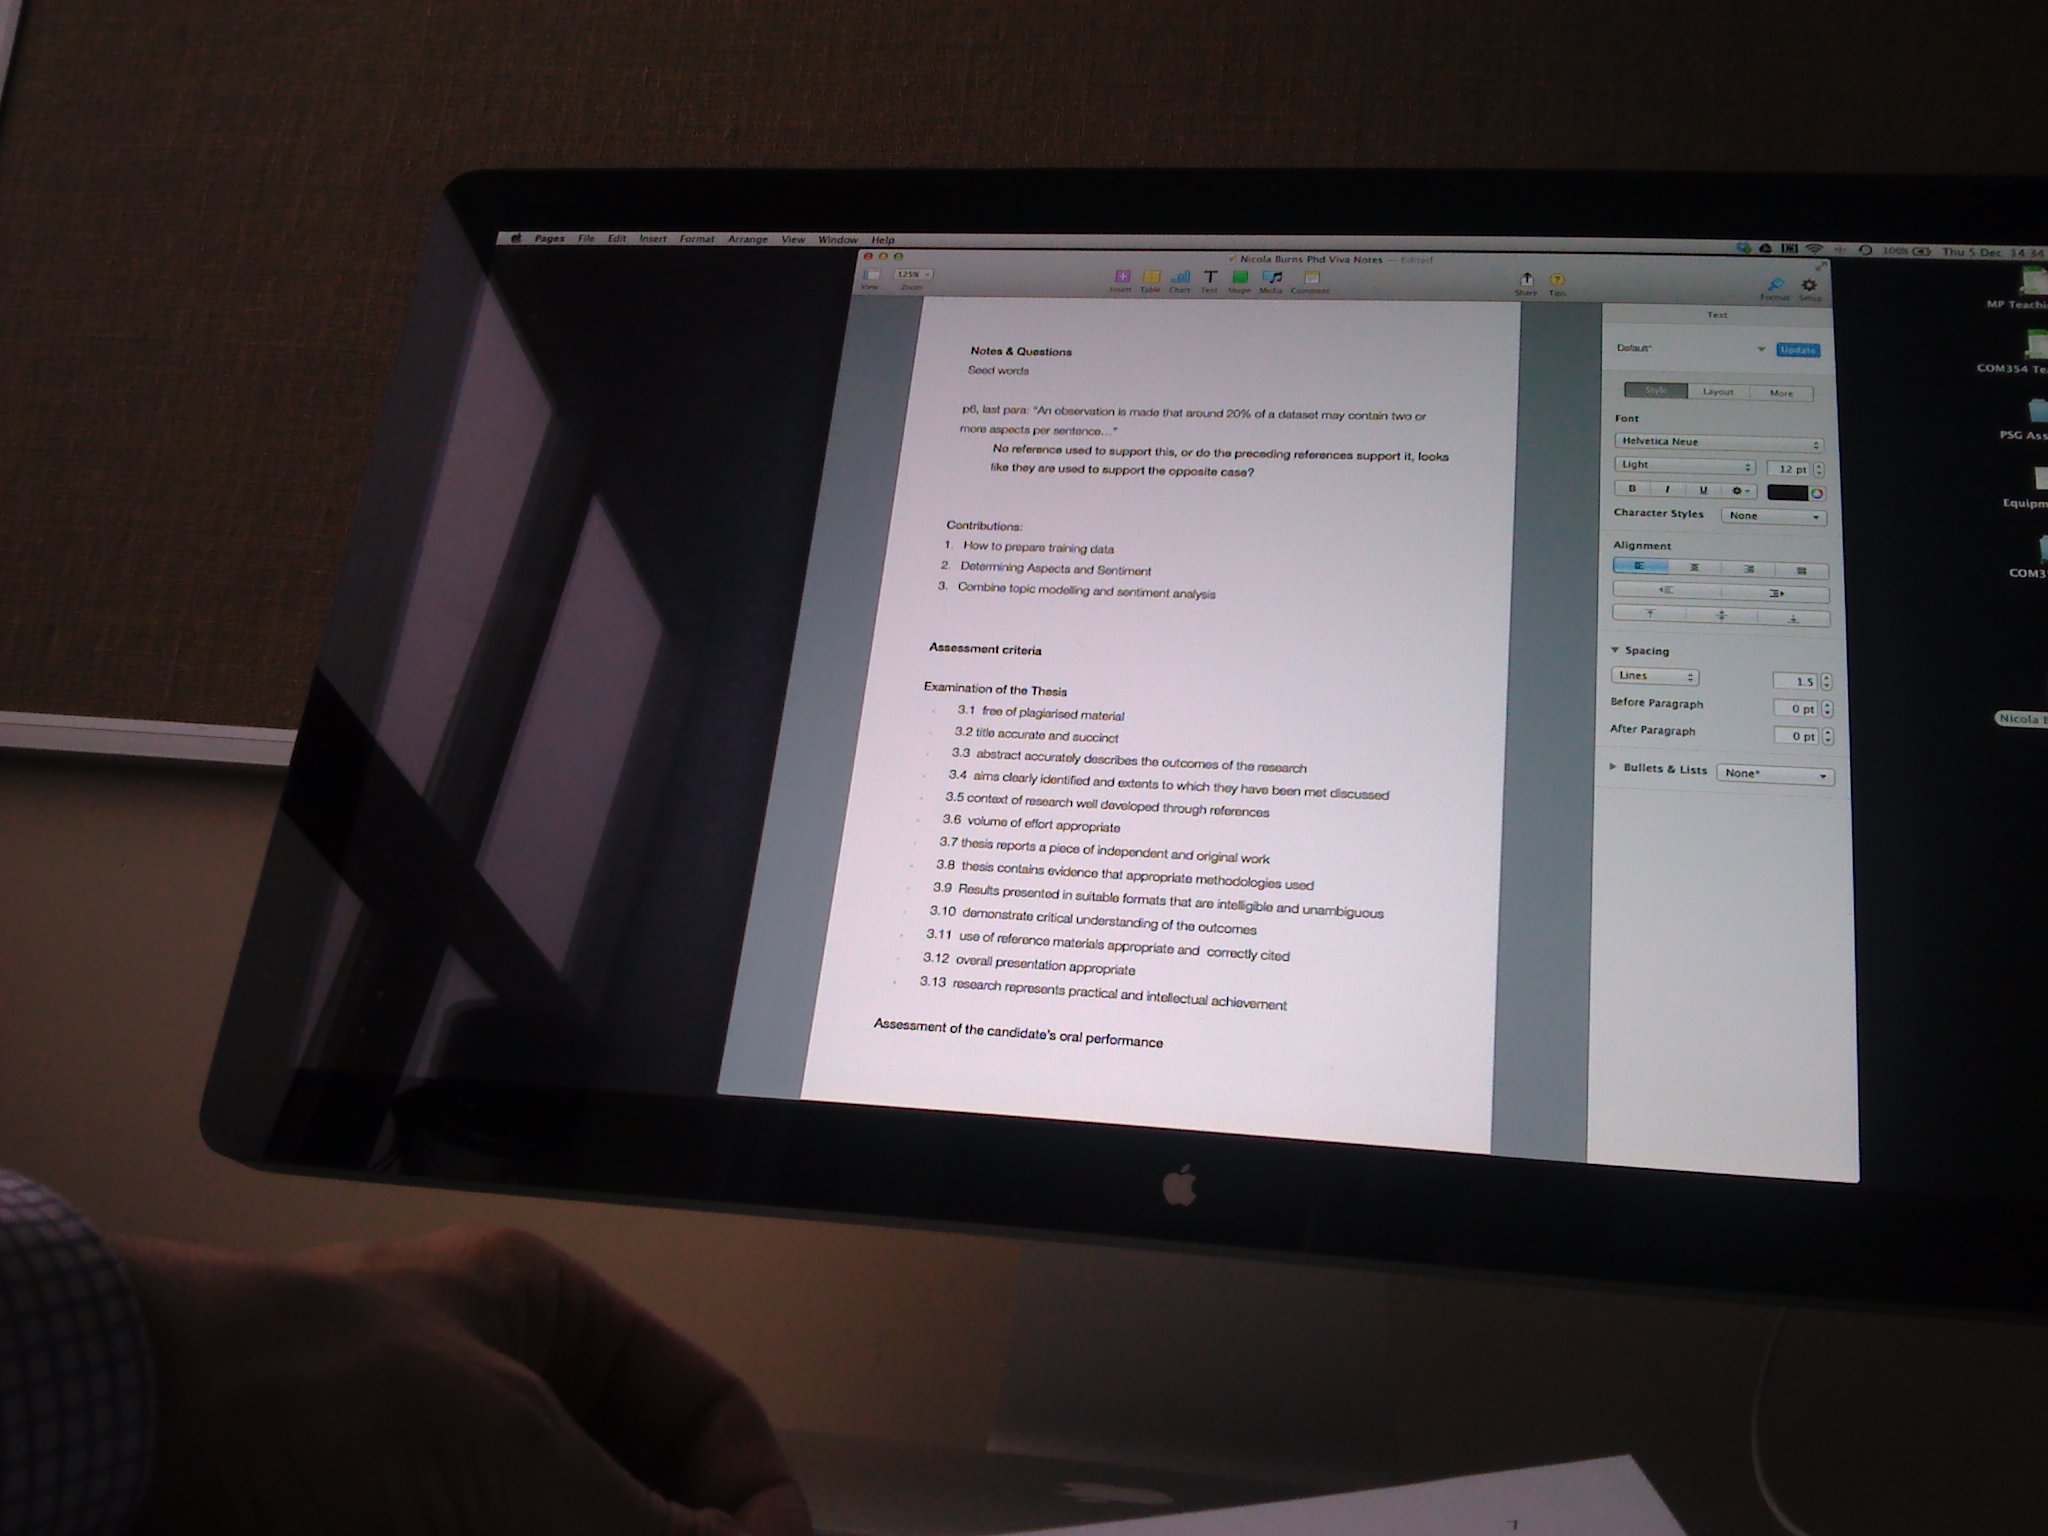 Pages File Edit Insert Format Arrange View Window Help
100% Thu 5 Dec 14:34
Nicola Burns Phd Viva Notes — Edited
125%
View Zoom Insert Table Chart Text Shape Media Comment Share Tips Format Setup
Notes & Questions
Seed words
p6, last para: "An observation is made that around 20% of a dataset may contain two or
more aspects per sentence..."
No reference used to support this, or do the preceding references support it, looks
like they are used to support the opposite case?
Contributions:
1. How to prepare training data
2. Determining Aspects and Sentiment
3. Combine topic modelling and sentiment analysis
Assessment criteria
Examination of the Thesis
3.1 free of plagiarised material
3.2 title accurate and succinct
3.3 abstract accurately describes the outcomes of the research
3.4 aims clearly identified and extents to which they have been met discussed
3.5 context of research well developed through references
3.6 volume of effort appropriate
3.7 thesis reports a piece of independent and original work
3.8 thesis contains evidence that appropriate methodologies used
3.9 Results presented in suitable formats that are intelligible and unambiguous
3.10 demonstrate critical understanding of the outcomes
3.11 use of reference materials appropriate and correctly cited
3.12 overall presentation appropriate
3.13 research represents practical and intellectual achievement
Assessment of the candidate's oral performance
Text
Default*
Update
Style Layout More
Font
Helvetica Neue
Light 12 pt
B I U
Character Styles None
Alignment
Spacing
Lines 1.5
Before Paragraph 0 pt
After Paragraph 0 pt
Bullets & Lists None*
MP Teachi
COM354 Te
PSG Ass
Equipm
COM3
Nicola